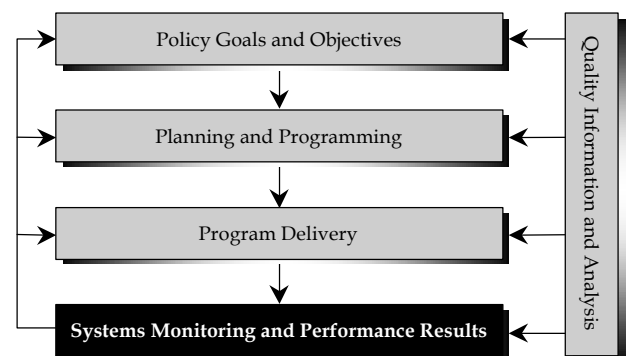 Policy Goals and Objectives
Planning and Programming
Program Delivery
Systems Monitoring and Performance Results
Quality Information and Analysis